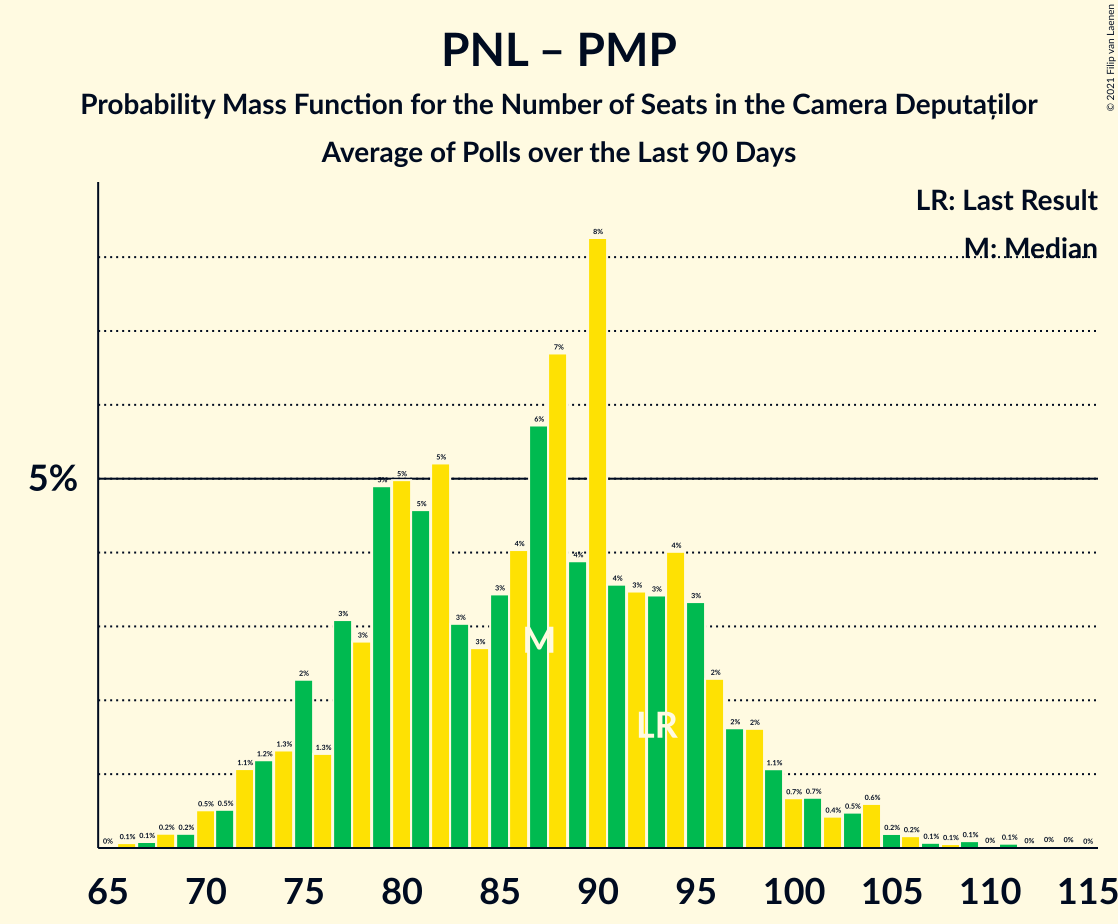 PNL – PMP
Probability Mass Function for the Number of Seats in the Camera Deputaților
Average of Polls over the Last 90 Days
© 2021 Filip van Laenen
LR: Last Result
M: Median
5%
0% 0.1% 0.1% 0.2% 0.2% 0.5% 0.5% 1.1% 1.2% 1.3% 2% 1.3% 3% 3% 5% 5% 5% 5% 3% 3% 3% 4% 6% 7% 4% 8% 4% 3% 3% 4% 3% 2% 2% 2% 1.1% 0.7% 0.7% 0.4% 0.5% 0.6% 0.2% 0.2% 0.1% 0.1% 0.1% 0% 0.1% 0% 0% 0% 0%
M
LR
65 70 75 80 85 90 95 100 105 110 115